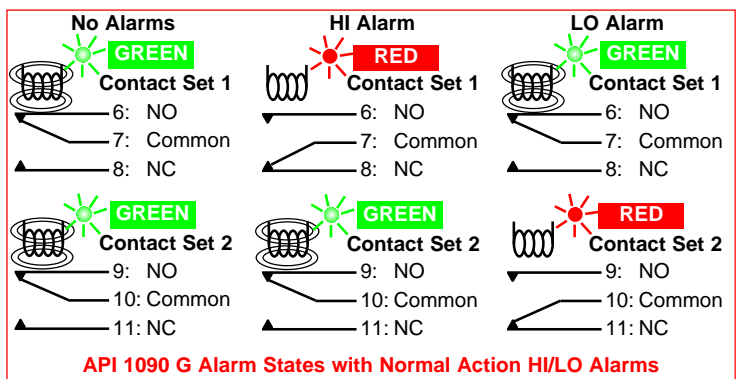 No Alarms
GREEN
Contact Set 1
6: NO
7: Common
8: NC
GREEN
Contact Set 2
9: NO
10: Common
11: NC
HI Alarm
RED
Contact Set 1
6: NO
7: Common
8: NC
GREEN
Contact Set 2
9: NO
10: Common
11: NC
LO Alarm
GREEN
Contact Set 1
6: NO
7: Common
8: NC
RED
Contact Set 2
9: NO
10: Common
11: NC
API 1090 G Alarm States with Normal Action HI/LO Alarms